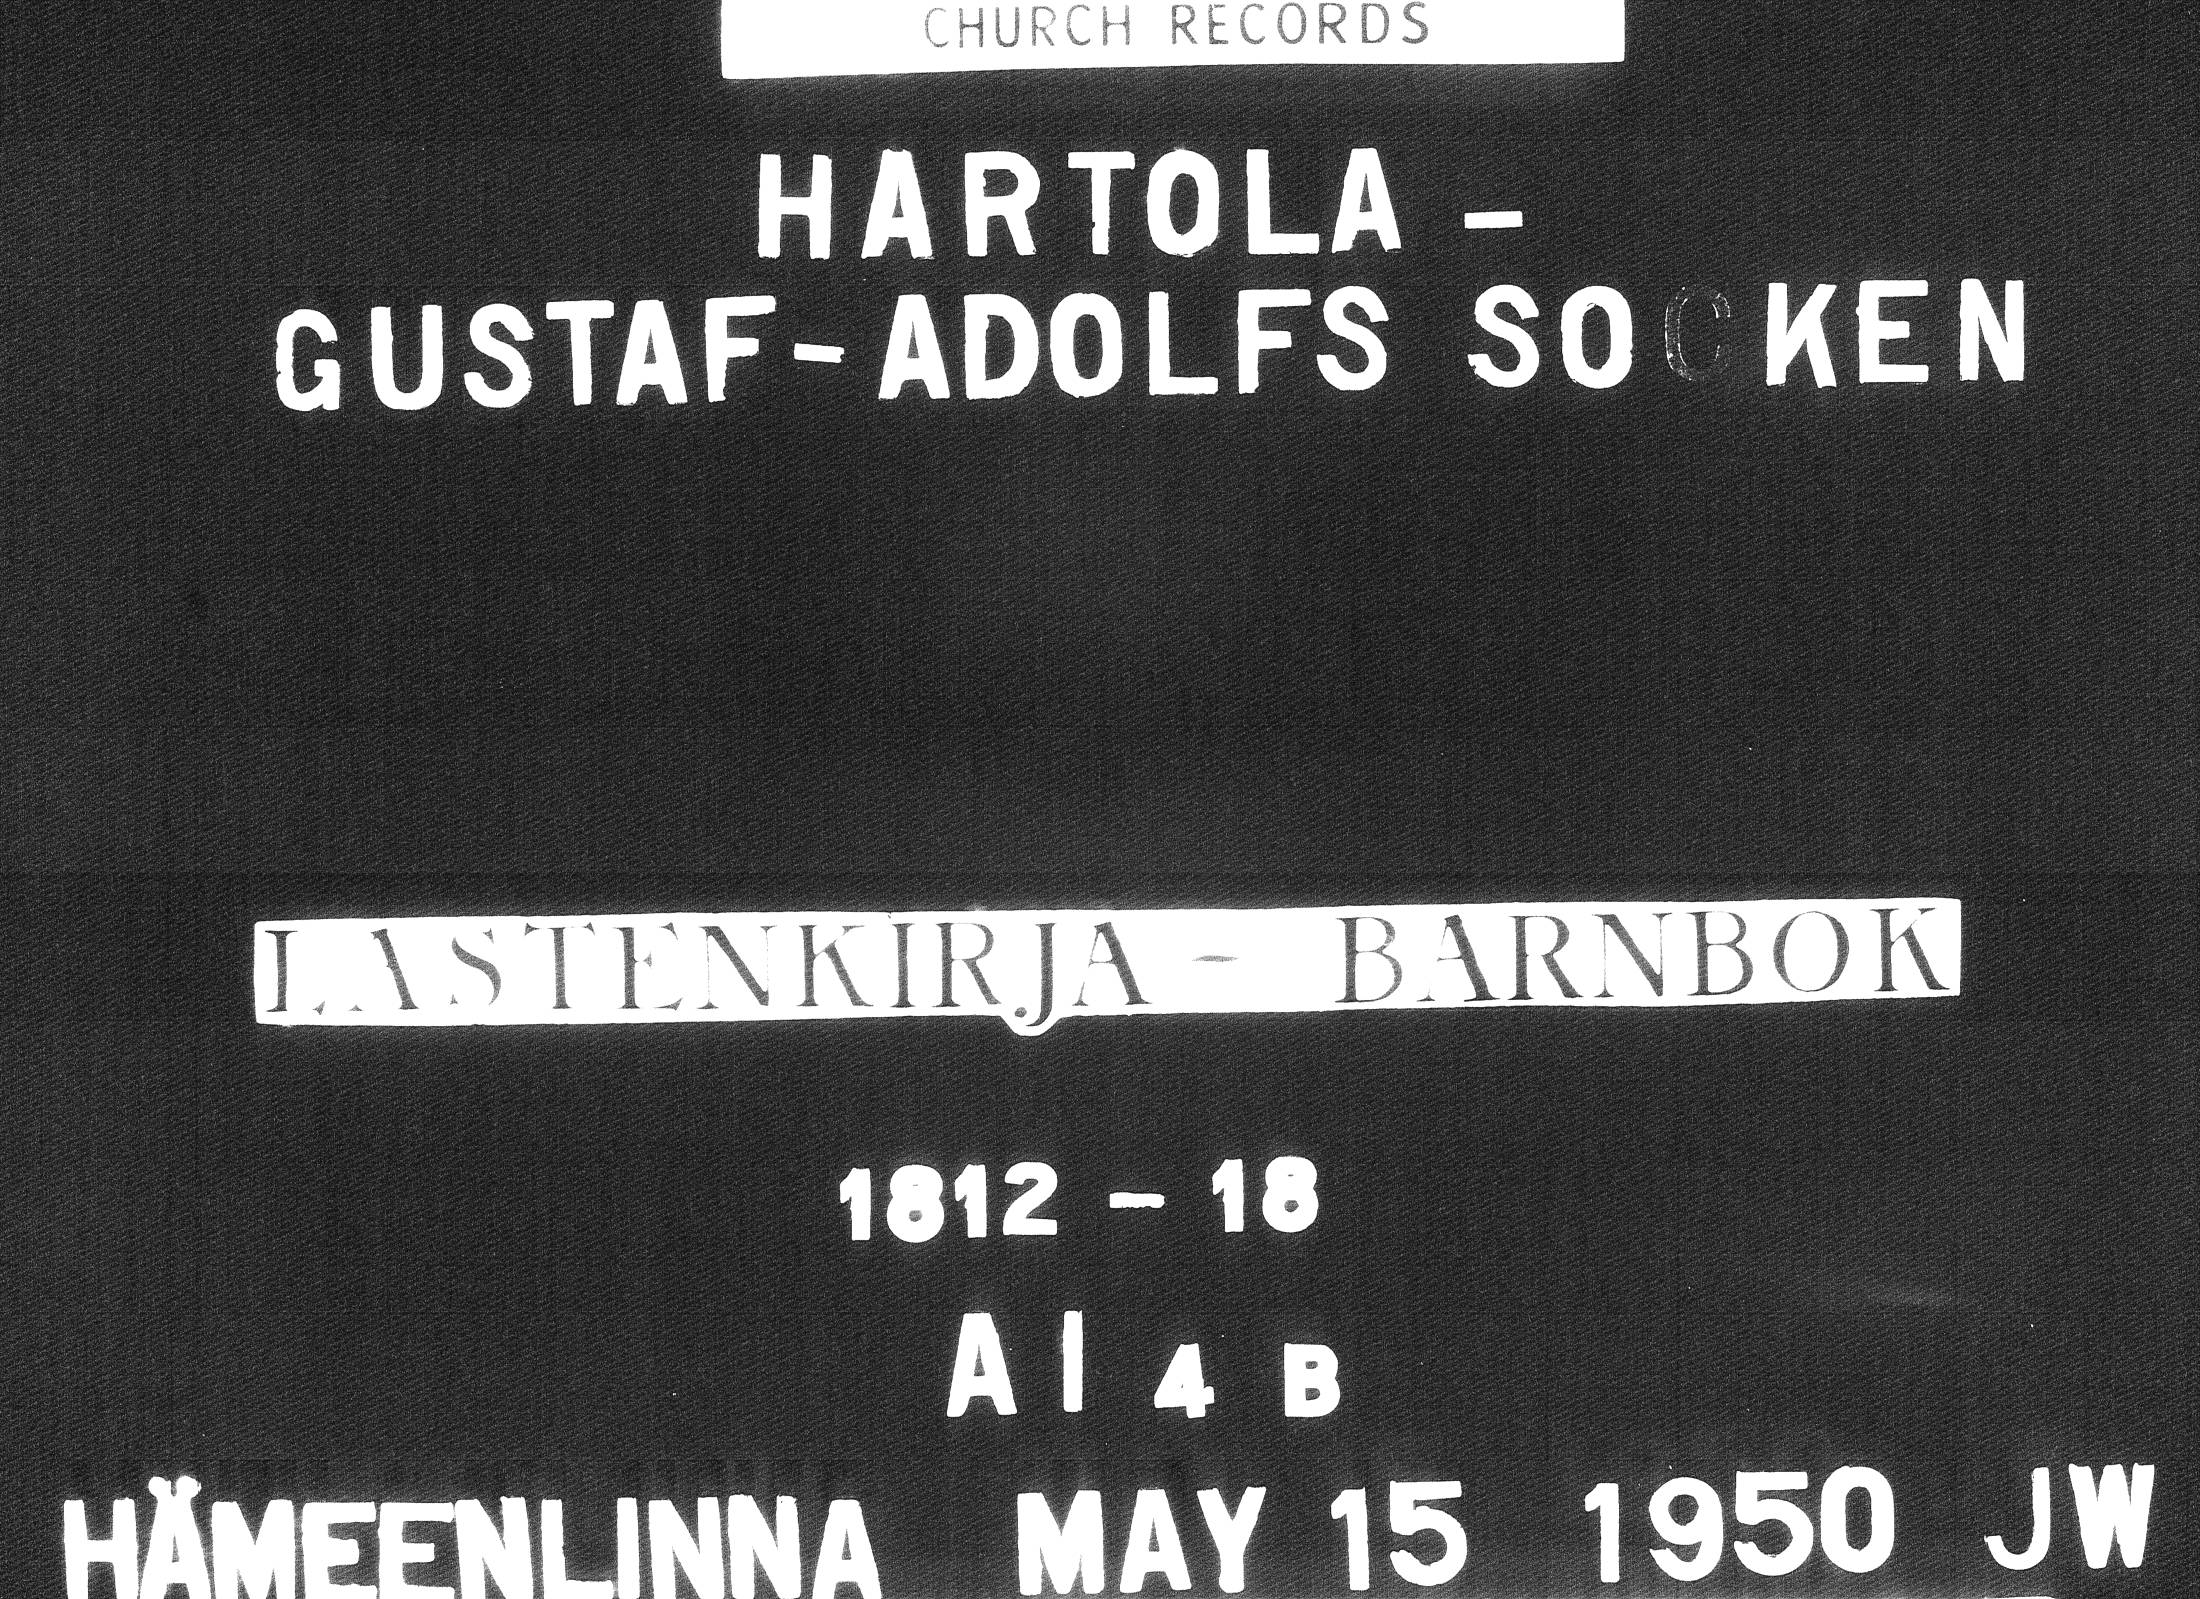 CHURCH RECORDS
HARTOLA -
GUSTAF-ADOLFS SOCKEN
LASTENKIRJA - BARNBOK
1812 - 18
A I 4 B
HÄMEENLINNA MAY 15 1950 JW